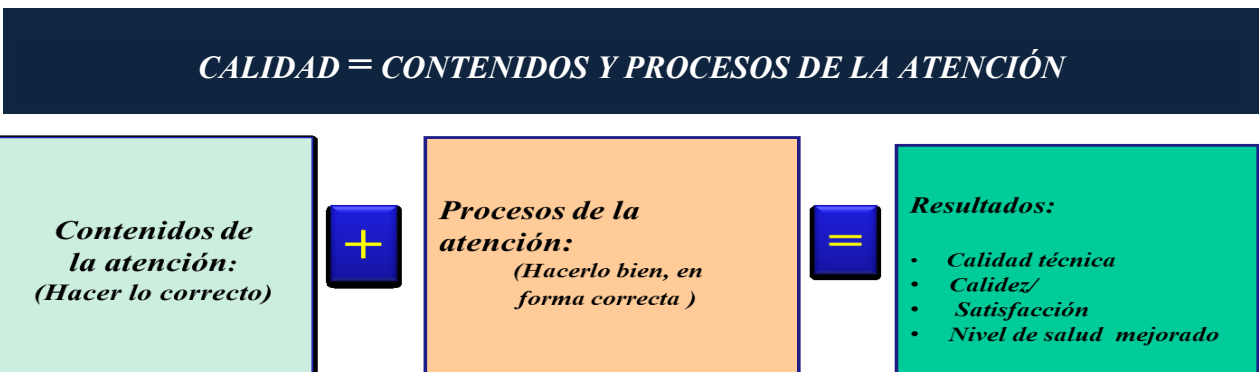 CALIDAD = CONTENIDOS Y PROCESOS DE LA ATENCIÓN
Contenidos de
la atención:
(Hacer lo correcto)
+
Procesos de la
atención:
(Hacerlo bien, en
forma correcta )
=
Resultados:
• Calidad técnica
• Calidez/
• Satisfacción
• Nivel de salud mejorado